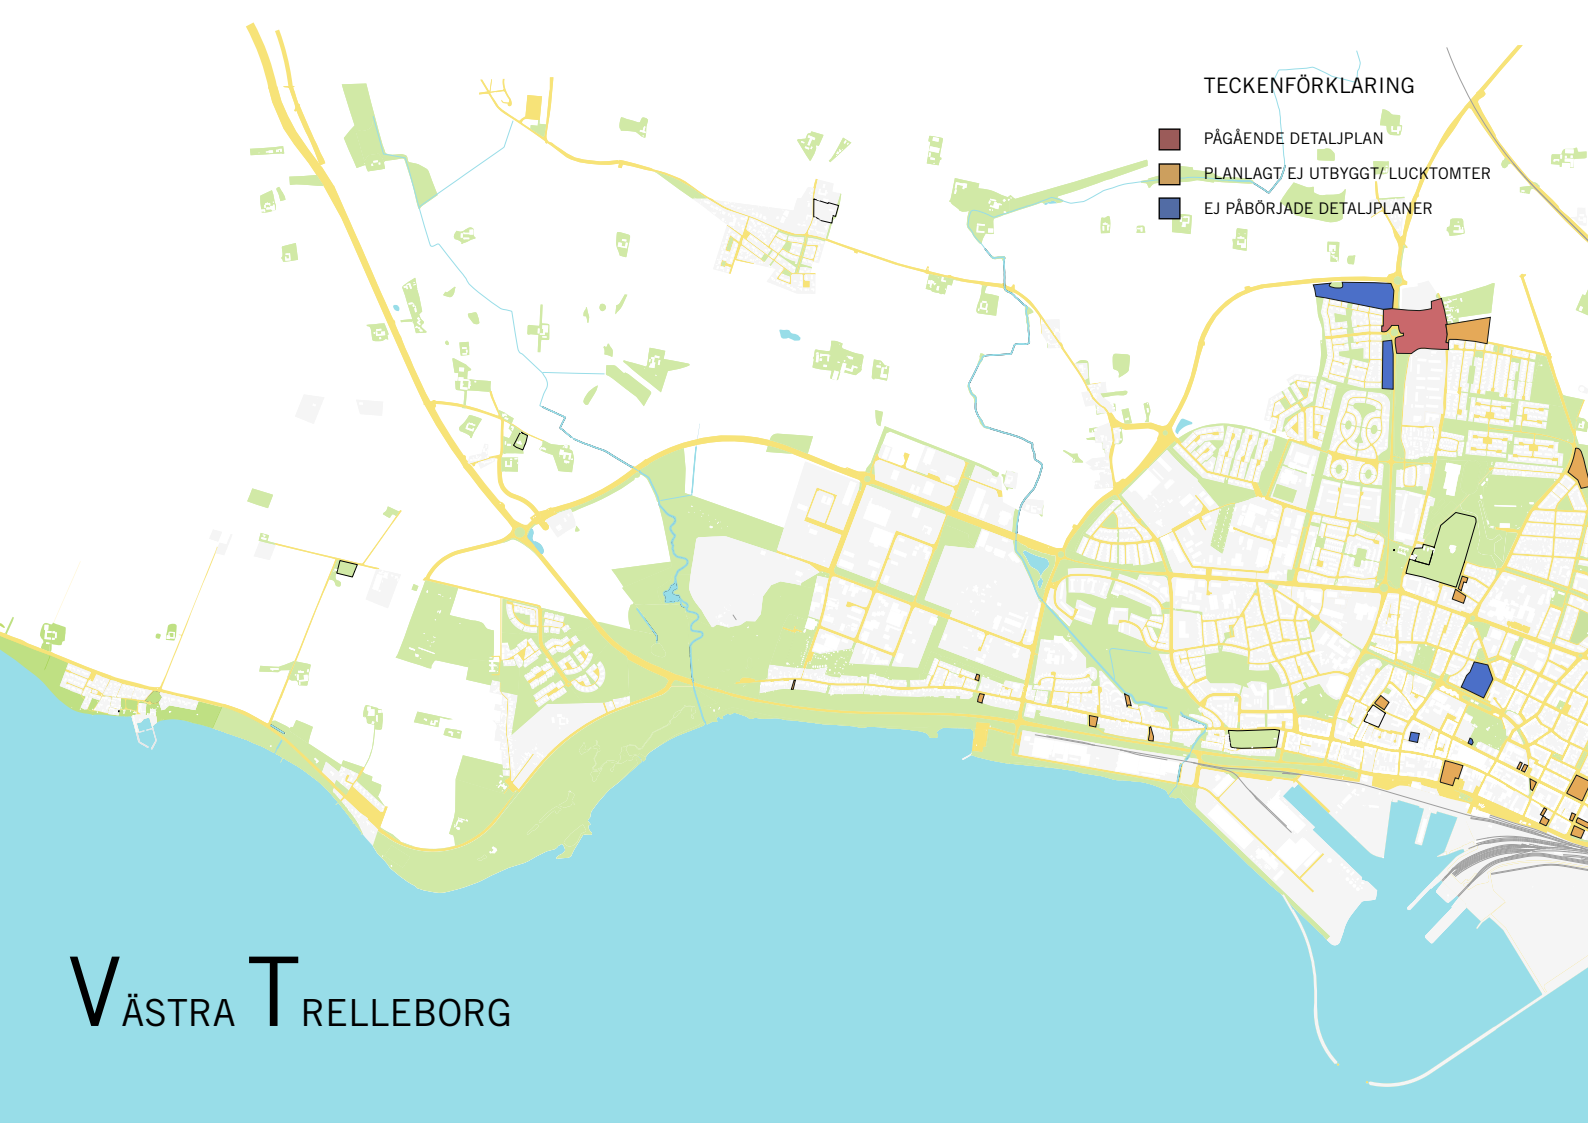 TECKENFÖRKLARING
PÅGÅENDE DETALJPLAN
PLANLAGT EJ UTBYGGT/ LUCKTOMTER
EJ PÅBÖRJADE DETALJPLANER
VÄSTRA TRELLEBORG